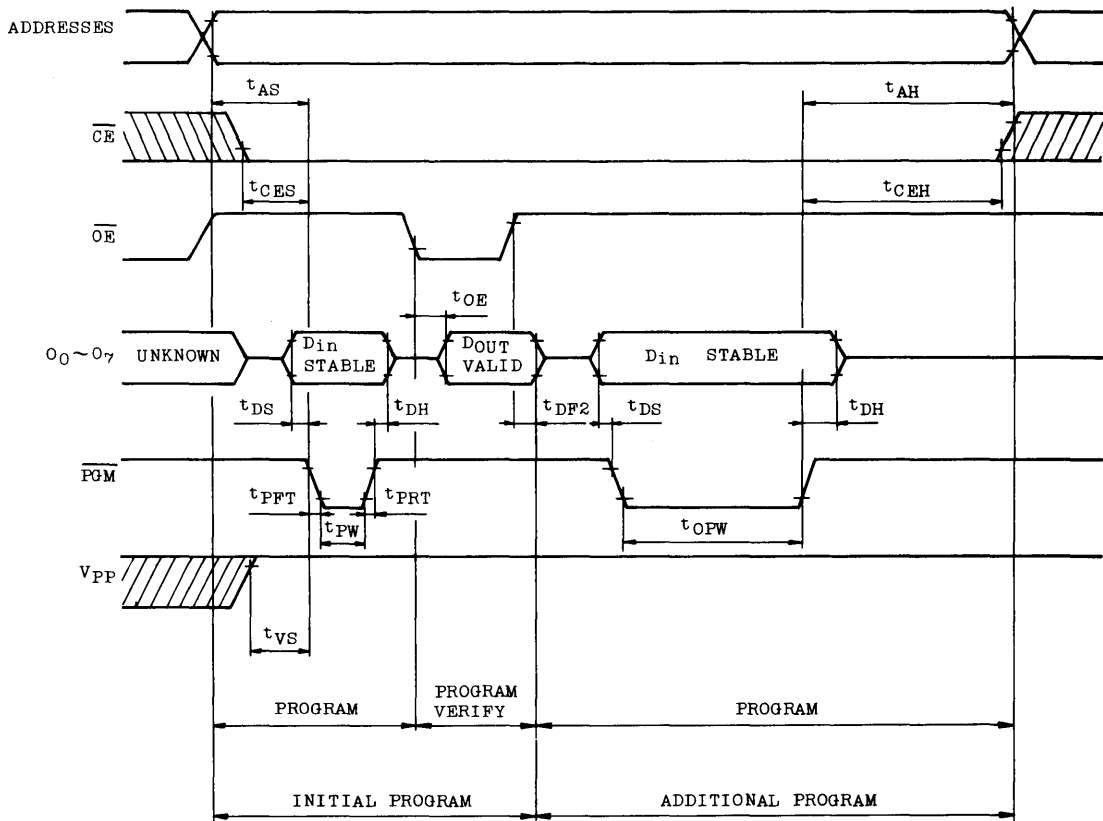 ADDRESSES
tAS
tAH
CE
tCES
tCEH
OE
tOE
O0~O7
UNKNOWN
Din
STABLE
DOUT
VALID
Din STABLE
tDS
tDH
tDF2
tDS
tDH
PGM
tPFT
tPRT
tPW
tOPW
VPP
tVS
PROGRAM
PROGRAM
VERIFY
PROGRAM
INITIAL PROGRAM
ADDITIONAL PROGRAM